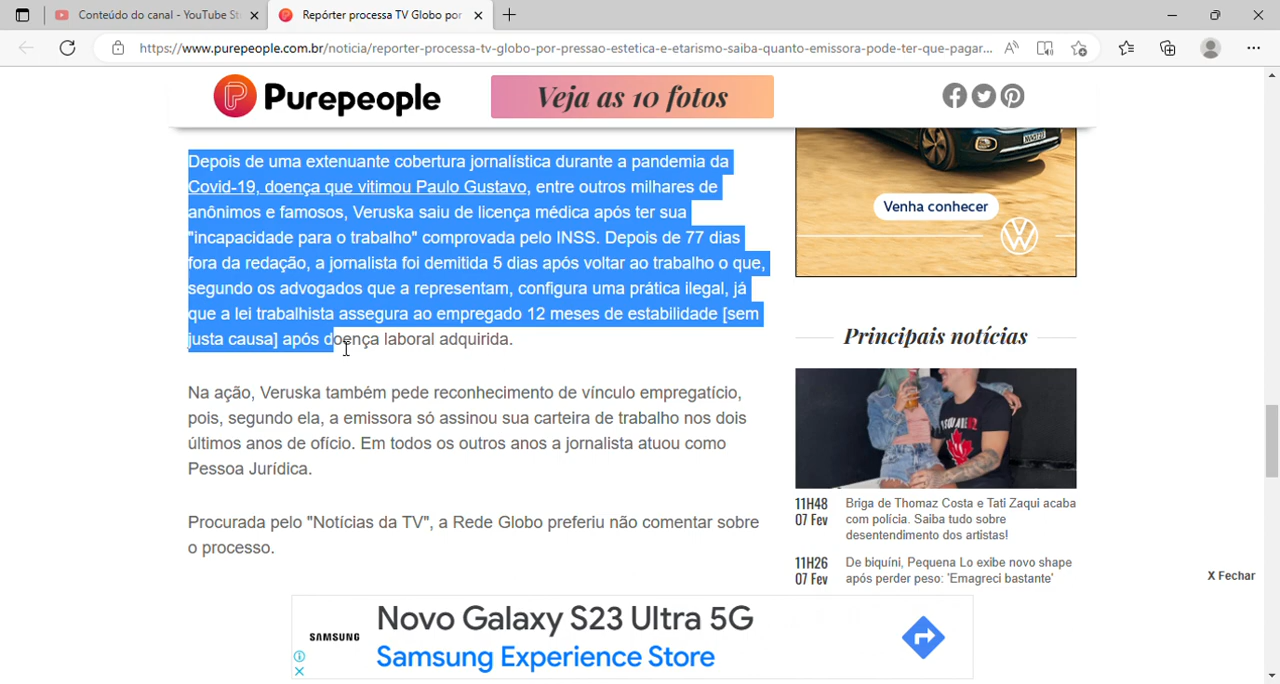 Conteúdo do canal - YouTube St
Repórter processa TV Globo por
https://www.purepeople.com.br/noticia/reporter-processa-tv-globo-por-pressao-estetica-e-etarismo-saiba-quanto-emissora-pode-ter-que-pagar...
Purepeople
Veja as 10 fotos
Depois de uma extenuante cobertura jornalística durante a pandemia da
Covid-19, doença que vitimou Paulo Gustavo, entre outros milhares de
anônimos e famosos, Veruska saiu de licença médica após ter sua
"incapacidade para o trabalho" comprovada pelo INSS. Depois de 77 dias
fora da redação, a jornalista foi demitida 5 dias após voltar ao trabalho o que,
segundo os advogados que a representam, configura uma prática ilegal, já
que a lei trabalhista assegura ao empregado 12 meses de estabilidade [sem
justa causa] após doença laboral adquirida.
Na ação, Veruska também pede reconhecimento de vínculo empregatício,
pois, segundo ela, a emissora só assinou sua carteira de trabalho nos dois
últimos anos de ofício. Em todos os outros anos a jornalista atuou como
Pessoa Jurídica.
Procurada pelo "Notícias da TV", a Rede Globo preferiu não comentar sobre
o processo.
Venha conhecer
Principais notícias
11H48
07 Fev
Briga de Thomaz Costa e Tati Zaqui acaba
com polícia. Saiba tudo sobre
desentendimento dos artistas!
11H26
07 Fev
De biquíni, Pequena Lo exibe novo shape
após perder peso: 'Emagreci bastante'
X Fechar
SAMSUNG
Novo Galaxy S23 Ultra 5G
Samsung Experience Store